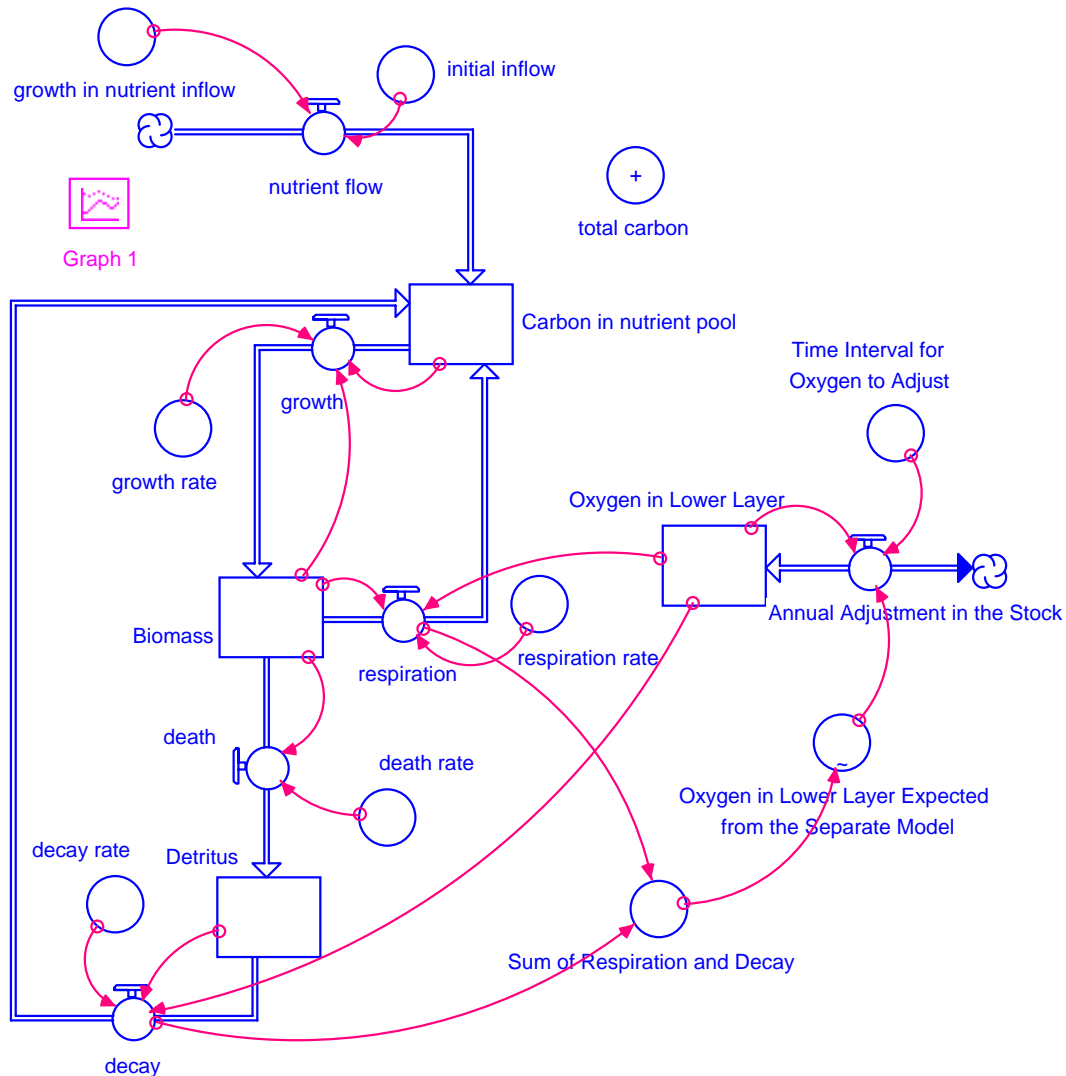 growth in nutrient inflow
initial inflow
nutrient flow
+
total carbon
Graph 1
Carbon in nutrient pool
growth
growth rate
Time Interval for
Oxygen to Adjust
Oxygen in Lower Layer
Annual Adjustment in the Stock
Biomass
respiration
respiration rate
death
death rate
~
Oxygen in Lower Layer Expected
from the Separate Model
decay rate
Detritus
Sum of Respiration and Decay
decay